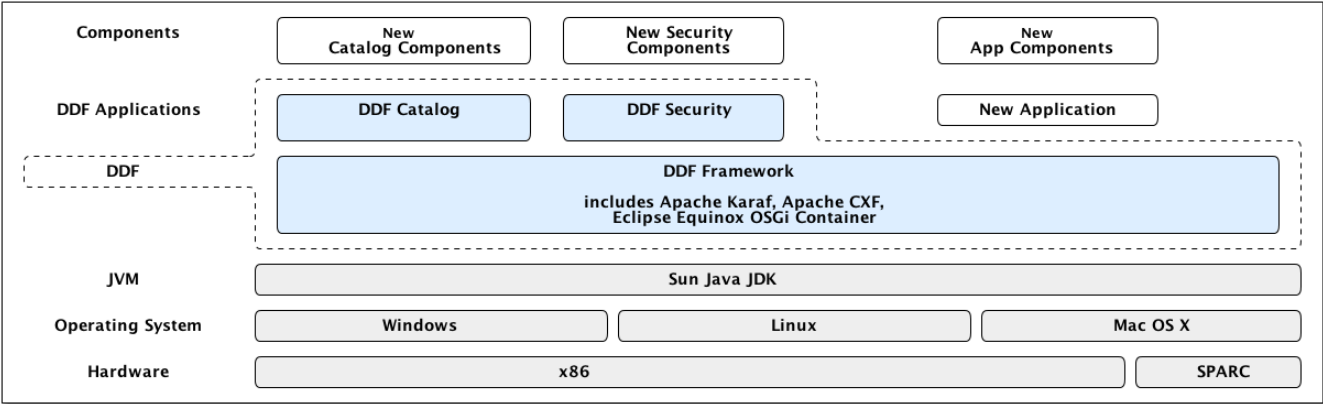 Components
New
Catalog Components
New Security
Components
New
App Components
DDF Applications
DDF Catalog
DDF Security
New Application
DDF
DDF Framework
includes Apache Karaf, Apache CXF,
Eclipse Equinox OSGi Container
JVM
Sun Java JDK
Operating System
Windows
Linux
Mac OS X
Hardware
x86
SPARC